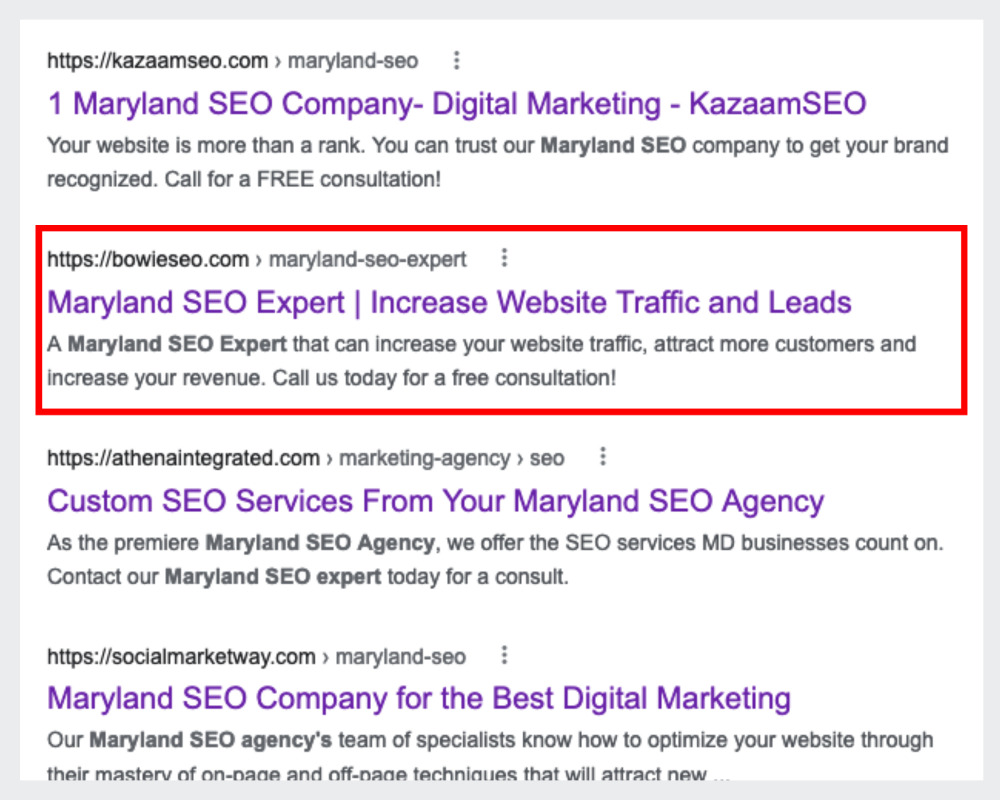 https://kazaamseo.com › maryland-seo
1 Maryland SEO Company- Digital Marketing - KazaamSEO
Your website is more than a rank. You can trust our Maryland SEO company to get your brand
recognized. Call for a FREE consultation!
https://bowieseo.com › maryland-seo-expert
Maryland SEO Expert | Increase Website Traffic and Leads
A Maryland SEO Expert that can increase your website traffic, attract more customers and
increase your revenue. Call us today for a free consultation!
https://athenaintegrated.com › marketing-agency › seo
Custom SEO Services From Your Maryland SEO Agency
As the premiere Maryland SEO Agency, we offer the SEO services MD businesses count on.
Contact our Maryland SEO expert today for a consult.
https://socialmarketway.com › maryland-seo
Maryland SEO Company for the Best Digital Marketing
Our Maryland SEO agency's team of specialists know how to optimize your website through
their mastery of on-page and off-page techniques that will attract new ...